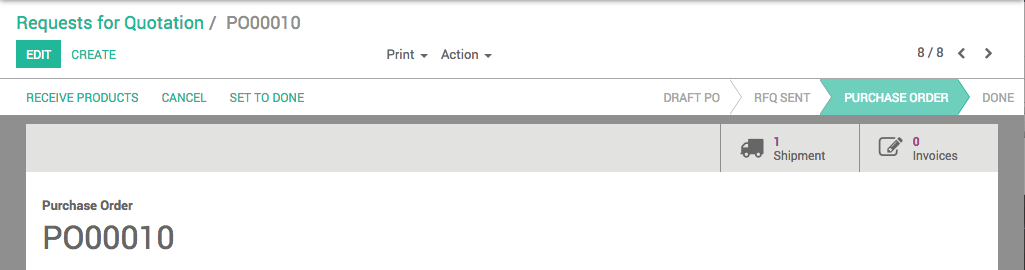 Requests for Quotation / PO00010
EDIT CREATE Print Action 8 / 8
RECEIVE PRODUCTS CANCEL SET TO DONE DRAFT PO RFQ SENT PURCHASE ORDER DONE
1 Shipment 0 Invoices
Purchase Order
PO00010